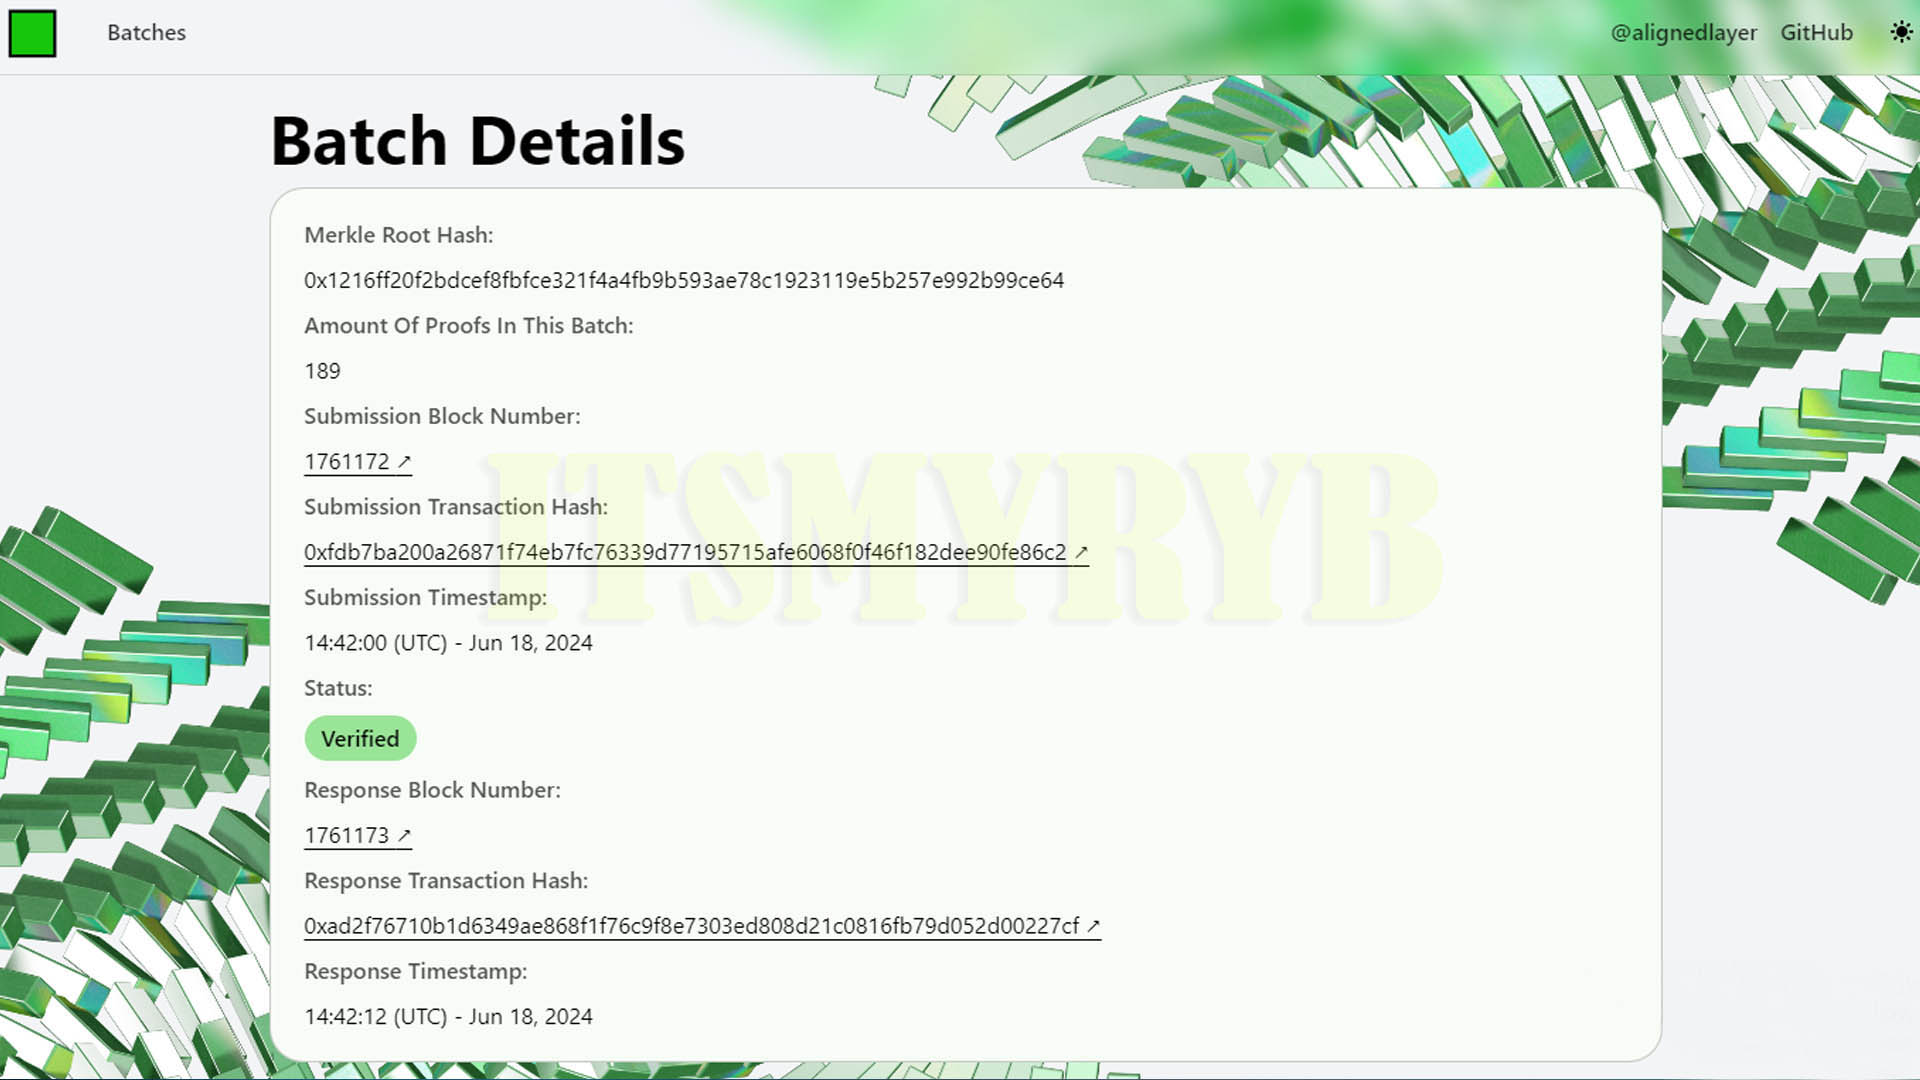 Batches
@alignedlayer GitHub
Batch Details
Merkle Root Hash:
0x1216ff20f2bdcef8fbfce321f4a4fb9b593ae78c1923119e5b257e992b99ce64
Amount Of Proofs In This Batch:
189
Submission Block Number:
1761172 ↗
Submission Transaction Hash:
0xfdb7ba200a26871f74eb7fc76339d77195715afe6068f0f46f182dee90fe86c2 ↗
Submission Timestamp:
14:42:00 (UTC) - Jun 18, 2024
Status:
Verified
Response Block Number:
1761173 ↗
Response Transaction Hash:
0xad2f76710b1d6349ae868f1f76c9f8e7303ed808d21c0816fb79d052d00227cf ↗
Response Timestamp:
14:42:12 (UTC) - Jun 18, 2024
ITSMYRYB